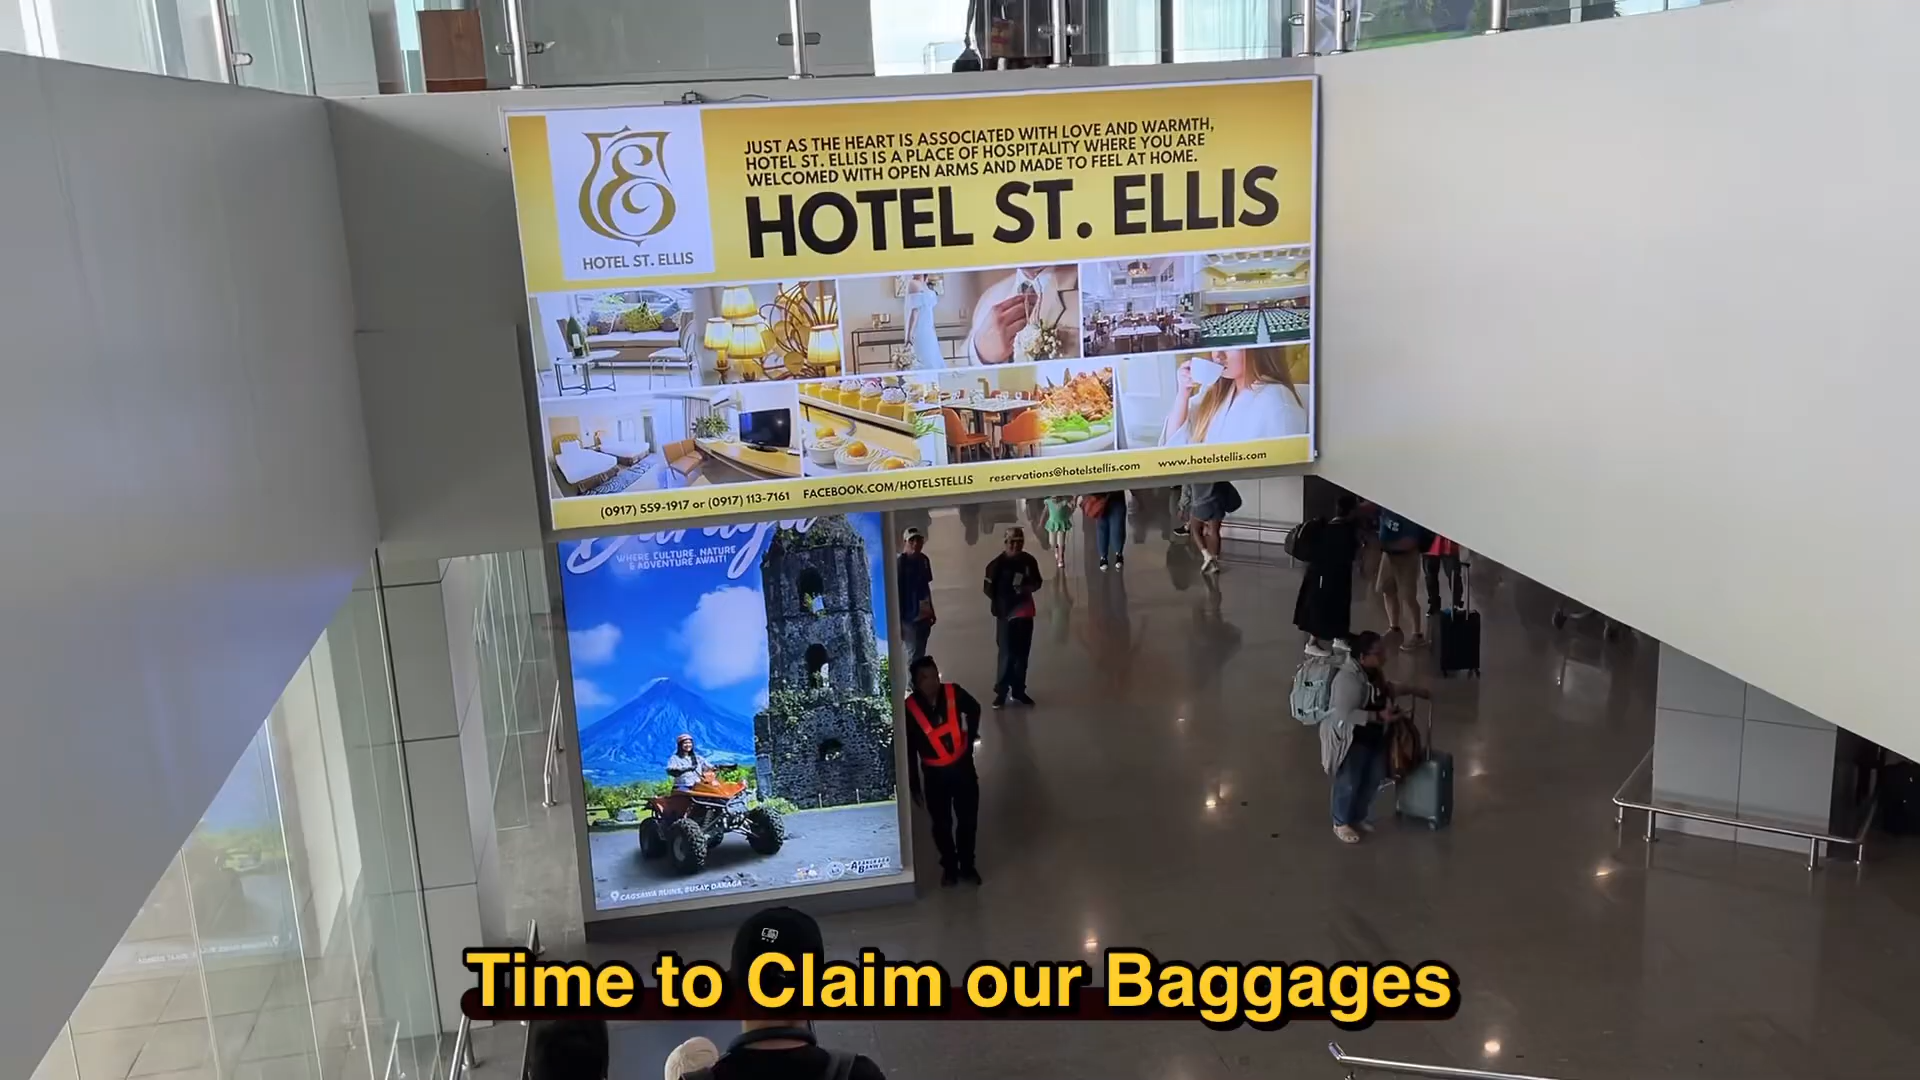 JUST AS THE HEART IS ASSOCIATED WITH LOVE AND WARMTH,
HOTEL ST. ELLIS IS A PLACE OF HOSPITALITY WHERE YOU ARE
WELCOMED WITH OPEN ARMS AND MADE TO FEEL AT HOME.
HOTEL ST. ELLIS
HOTEL ST. ELLIS
(0917) 559-1917 or (0917) 113-7161 FACEBOOK.COM/HOTELSTELLIS reservations@hotelstellis.com www.hotelstellis.com
Daraga
WHERE CULTURE, NATURE
& ADVENTURE AWAIT!
CAGSAWA RUINS, BUSAY, DARAGA
Time to Claim our Baggages